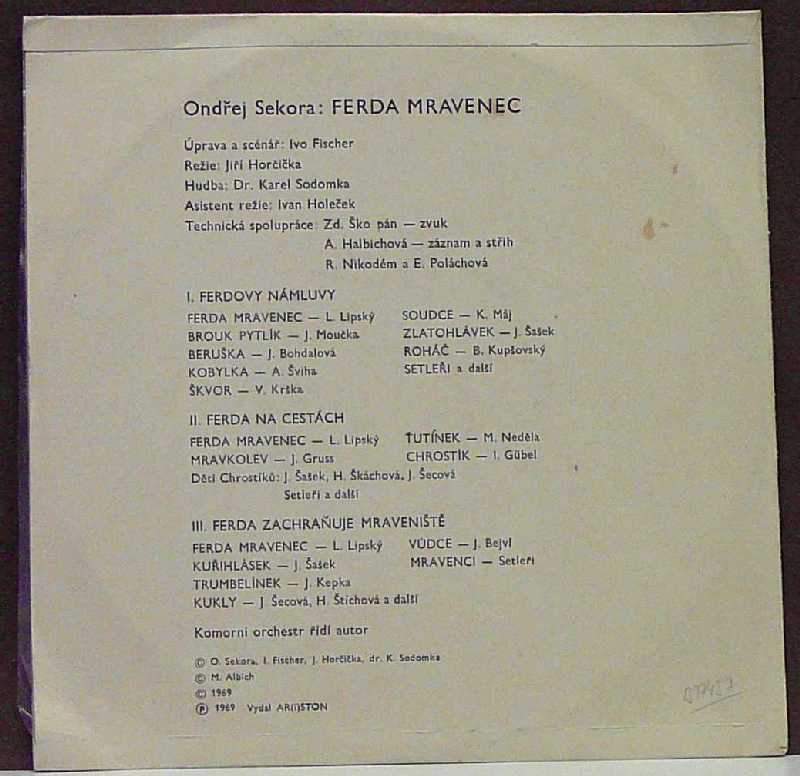 Ondřej Sekora: FERDA MRAVENEC
Úprava a scénář: Ivo Fischer
Režie: Jiří Horčička
Hudba: Dr. Karel Sodomka
Asistent režie: Ivan Holeček
Technická spolupráce: Zd. Ško pán — zvuk
A. Halbichová — záznam a střih
R. Nikodém a E. Poláchová
I. FERDOVY NÁMLUVY
FERDA MRAVENEC — L. Lipský SOUDCE — K. Máj
BROUK PYTLÍK — J. Moučka ZLATOHLÁVEK — J. Šašek
BERUŠKA — J. Bohdalová ROHÁČ — B. Kupšovský
KOBYLKA — A. Šviha SETLEŘI a další
ŠKVOR — V. Krška
II. FERDA NA CESTÁCH
FERDA MRAVENEC — L. Lipský ŤUTÍNEK — M. Neděla
MRAVKOLEV — J. Gruss CHROSTÍK — I. Gübel
Děti Chrostíků: J. Šašek, H. Škáchová, J. Šecová
Setleři a další
III. FERDA ZACHRAŇUJE MRAVENIŠTĚ
FERDA MRAVENEC — L. Lipský VŮDCE — J. Bejvl
KUŘIHLÁSEK — J. Šašek MRAVENCI — Setleři
TRUMBELÍNEK — J. Kepka
KUKLY — J. Šecová, H. Štichová a další
Komorní orchestr řídí autor
© O. Sekora, I. Fischer, J. Horčička, dr. K. Sodomka
© M. Albich
© 1969
℗ 1969 Vydal AR(T)STON